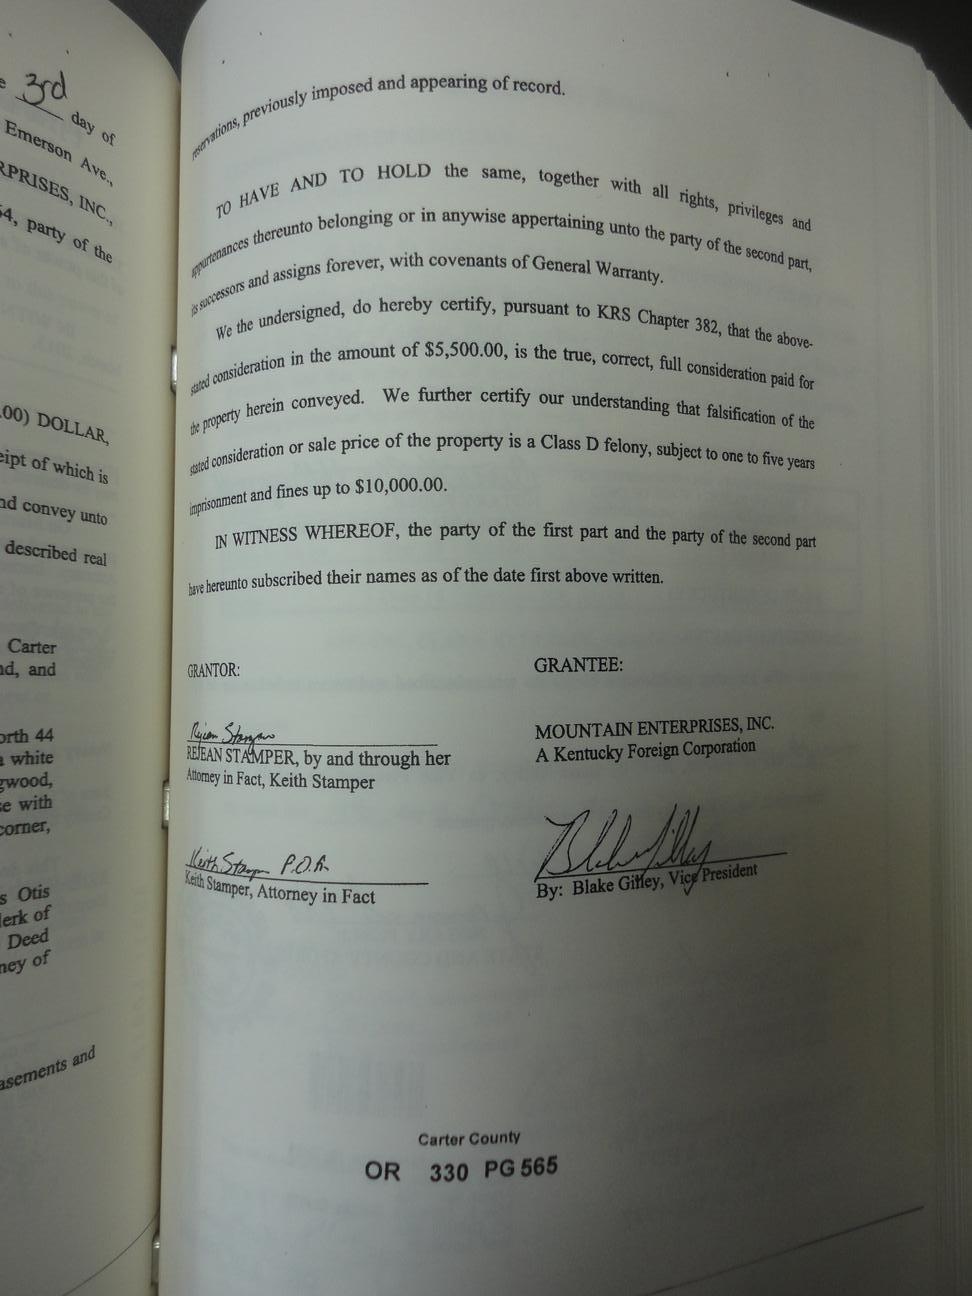 3rd
day of
Emerson Ave.,
RPRISES, INC.,
party of the
.00) DOLLAR,
eipt of which is
nd convey unto
described real
Carter
nd, and
orth 44
white
gwood,
se with
corner,
s Otis
lerk of
Deed
ney of
asements and
reservations, previously imposed and appearing of record.
TO HAVE AND TO HOLD the same, together with all rights, privileges and
appurtenances thereunto belonging or in anywise appertaining unto the party of the second part,
its successors and assigns forever, with covenants of General Warranty.
We the undersigned, do hereby certify, pursuant to KRS Chapter 382, that the above-
stated consideration in the amount of $5,500.00, is the true, correct, full consideration paid for
the property herein conveyed. We further certify our understanding that falsification of the
stated consideration or sale price of the property is a Class D felony, subject to one to five years
imprisonment and fines up to $10,000.00.
IN WITNESS WHEREOF, the party of the first part and the party of the second part
have hereunto subscribed their names as of the date first above written.
GRANTOR:
REJEAN STAMPER, by and through her
Attorney in Fact, Keith Stamper
Keith Stamper P.O.A.
Keith Stamper, Attorney in Fact
GRANTEE:
MOUNTAIN ENTERPRISES, INC.
A Kentucky Foreign Corporation
By: Blake Gilley, Vice President
Carter County
OR 330 PG 565